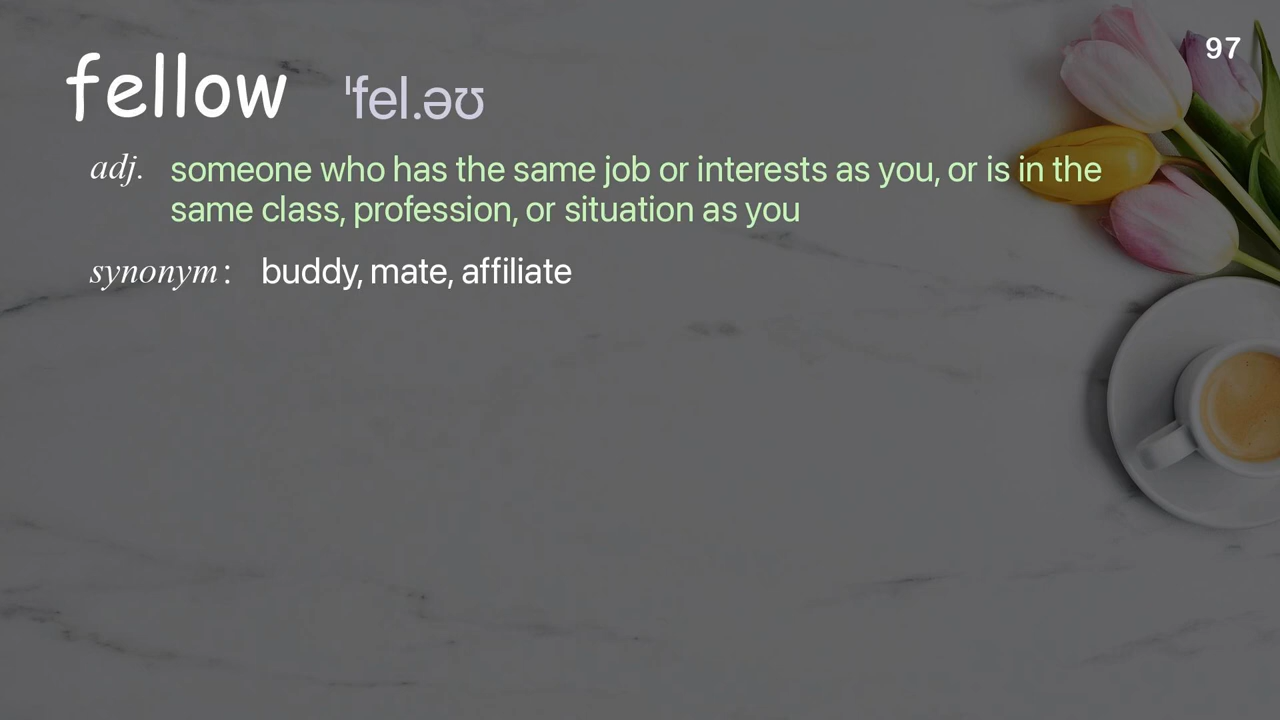 97
fellow ˈfel.əʊ
adj. someone who has the same job or interests as you, or is in the
same class, profession, or situation as you
synonym : buddy, mate, affiliate